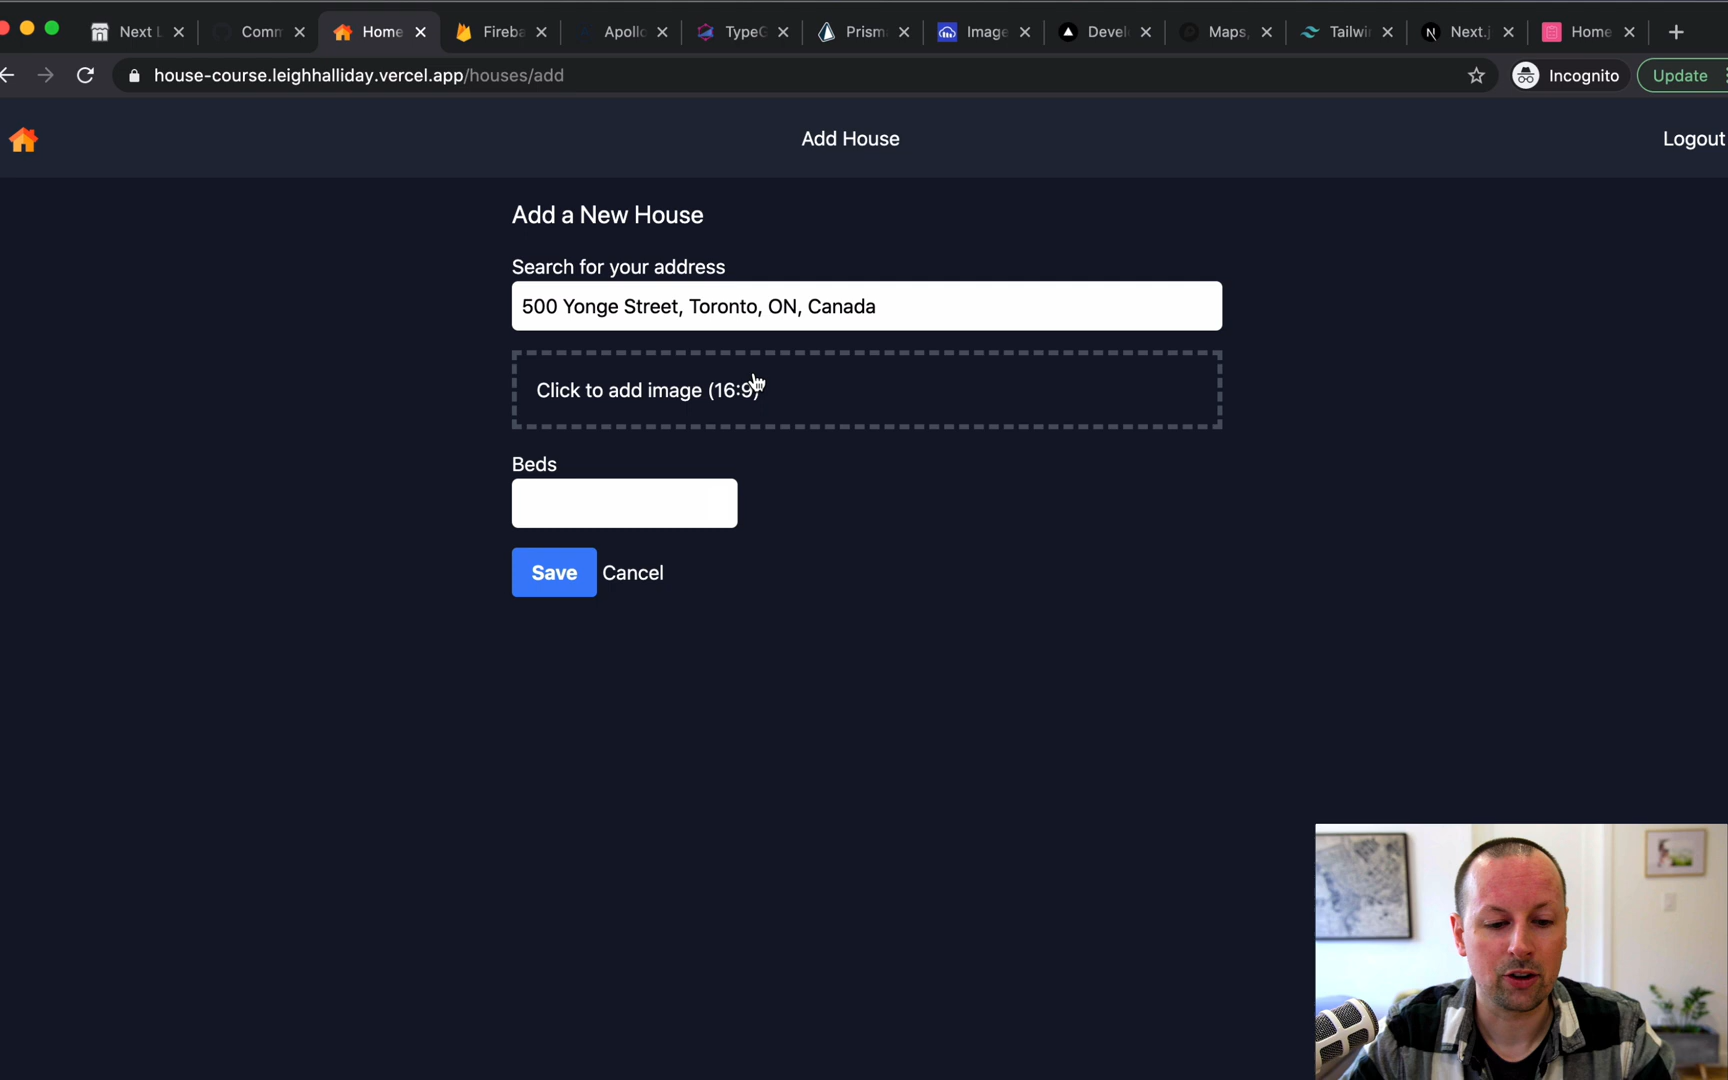 Next L
Comm
Home
Fireba
Apollo
TypeG
Prism
Image
Devel
Maps,
Tailwi
Next.j
Home
house-course.leighhalliday.vercel.app/houses/add
Incognito
Update
Add House
Logout
Add a New House
Search for your address
500 Yonge Street, Toronto, ON, Canada
Click to add image (16:9)
Beds
Save Cancel